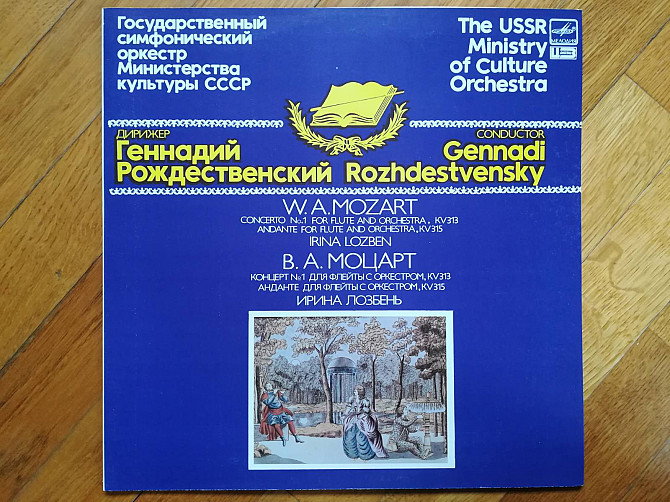 Государственный
симфонический
оркестр
Министерства
культуры СССР
The USSR
Ministry
of Culture
Orchestra
МЕЛОДИЯ
ДИРИЖЕР
Геннадий
Рождественский
CONDUCTOR
Gennadi
Rozhdestvensky
W. A. MOZART
CONCERTO No.1 FOR FLUTE AND ORCHESTRA, KV313
ANDANTE FOR FLUTE AND ORCHESTRA, KV315
IRINA LOZBEN
В. А. МОЦАРТ
КОНЦЕРТ №1 ДЛЯ ФЛЕЙТЫ С ОРКЕСТРОМ, KV313
АНДАНТЕ ДЛЯ ФЛЕЙТЫ С ОРКЕСТРОМ, KV315
ИРИНА ЛОЗБЕНЬ